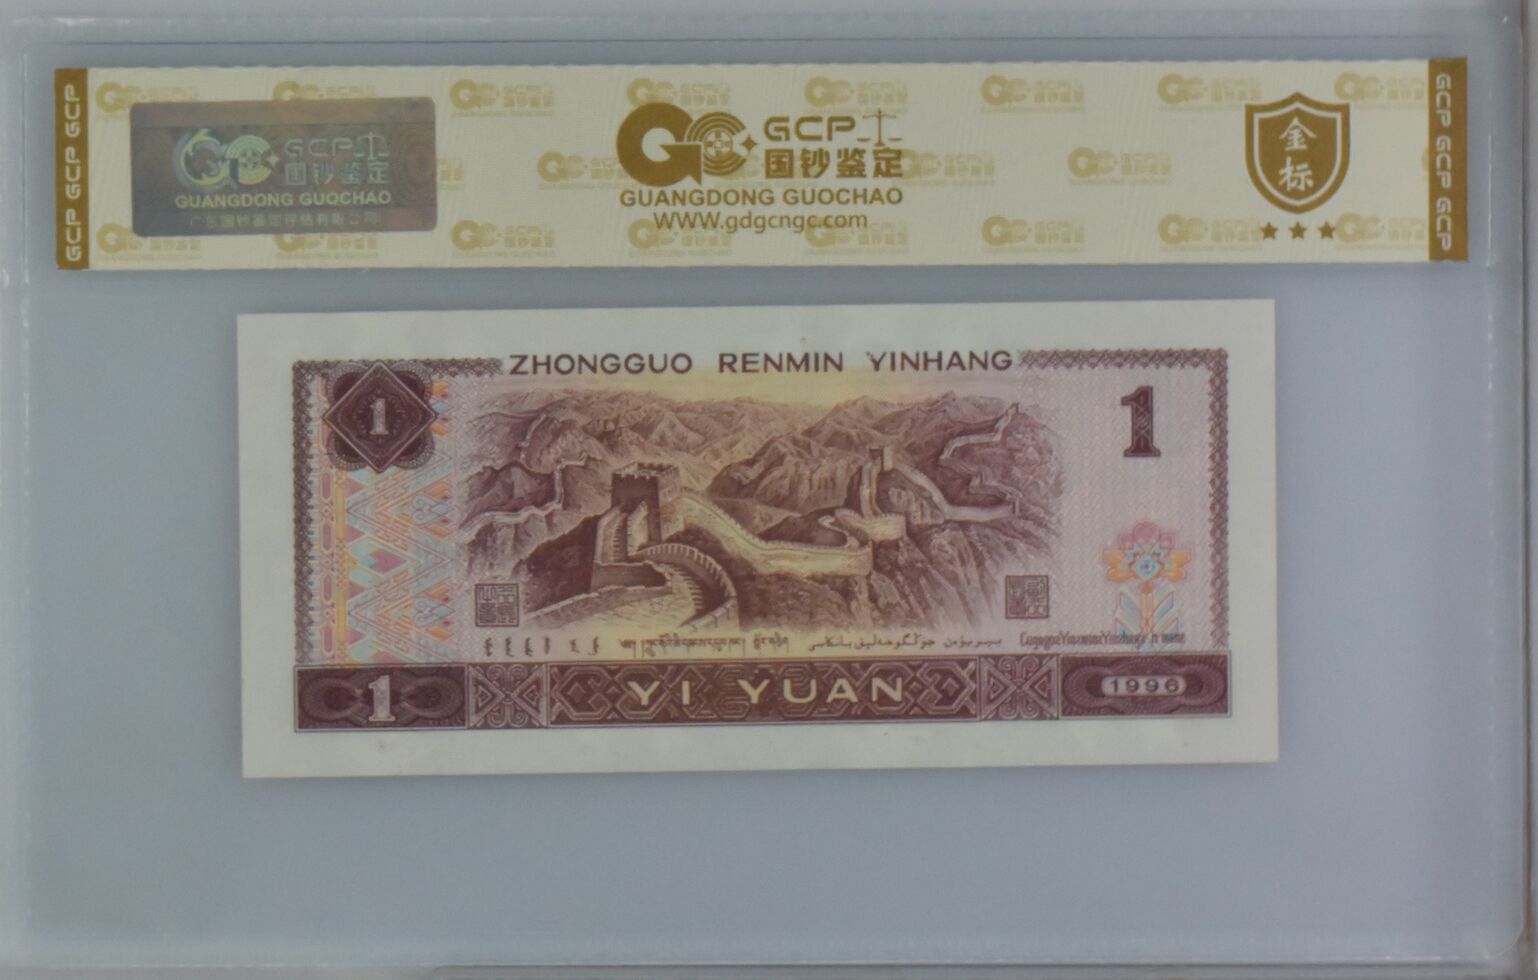 GCP GCP GCP
GCP
国钞鉴定
GUANGDONG GUOCHAO
广东国钞鉴定评估有限公司
GCP
国钞鉴定
GUANGDONG GUOCHAO
WWW.gdgcngc.com
金
标
★★★
GCP GCP GCP
ZHONGGUO RENMIN YINHANG
1
1
1
YI YUAN
1996